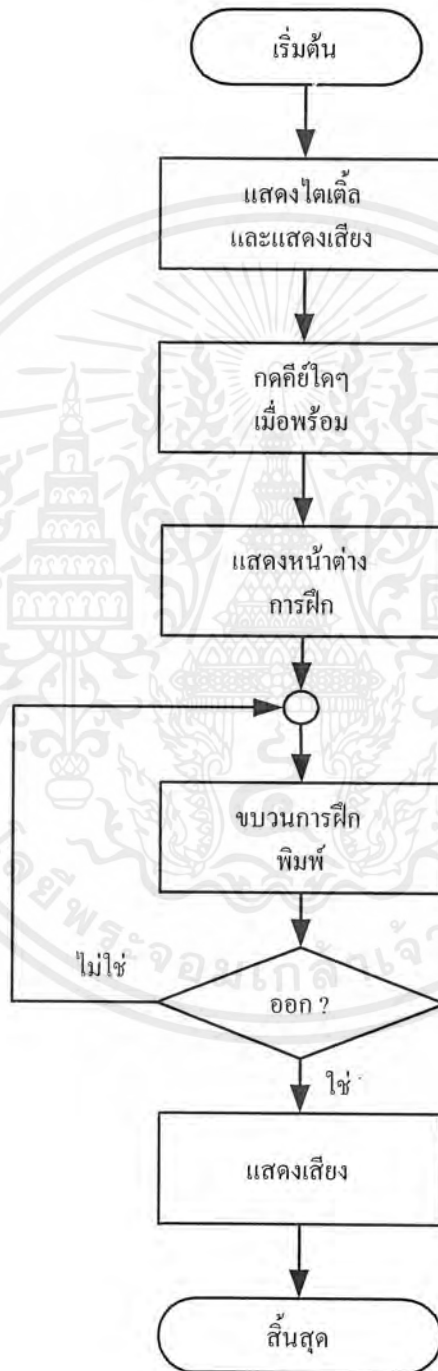 เริ่มต้น
แสดงไตเติ้ล
และแสดงเสียง
กดคีย์ใดๆ
เมื่อพร้อม
แสดงหน้าต่าง
การฝึก
ขบวนการฝึก
พิมพ์
ไม่ใช่
ออก ?
ใช่
แสดงเสียง
สิ้นสุด